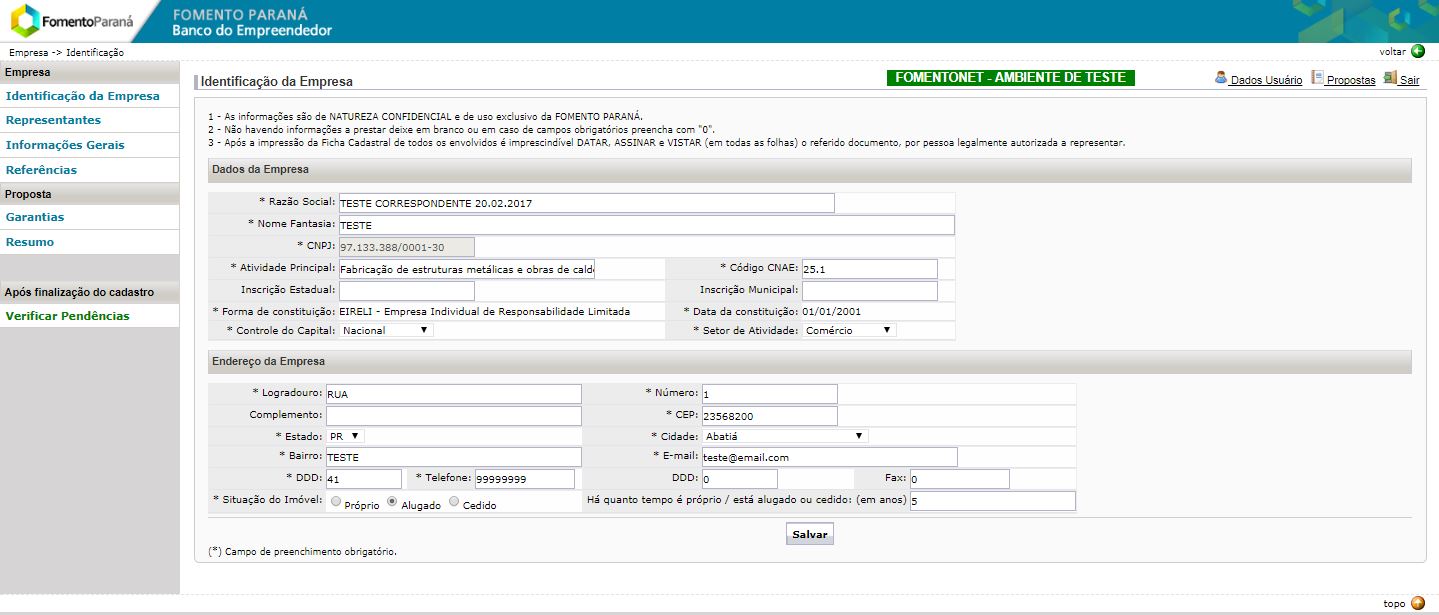 FomentoParaná
FOMENTO PARANÁ
Banco do Empreendedor
Empresa -> Identificação
voltar
Empresa
Identificação da Empresa
Representantes
Informações Gerais
Referências
Proposta
Garantias
Resumo
Após finalização do cadastro
Verificar Pendências
Identificação da Empresa
FOMENTONET - AMBIENTE DE TESTE
Dados Usuário Propostas Sair
1 - As informações são de NATUREZA CONFIDENCIAL e de uso exclusivo da FOMENTO PARANÁ.
2 - Não havendo informações a prestar deixe em branco ou em caso de campos obrigatórios preencha com "0".
3 - Após a impressão da Ficha Cadastral de todos os envolvidos é imprescindível DATAR, ASSINAR e VISTAR (em todas as folhas) o referido documento, por pessoa legalmente autorizada a representar.
Dados da Empresa
* Razão Social: TESTE CORRESPONDENTE 20.02.2017
* Nome Fantasia: TESTE
* CNPJ: 97.133.388/0001-30
* Atividade Principal: Fabricação de estruturas metálicas e obras de calde * Código CNAE: 25.1
Inscrição Estadual: Inscrição Municipal:
* Forma de constituição: EIRELI - Empresa Individual de Responsabilidade Limitada * Data da constituição: 01/01/2001
* Controle do Capital: Nacional * Setor de Atividade: Comércio
Endereço da Empresa
* Logradouro: RUA * Número: 1
Complemento: * CEP: 23568200
* Estado: PR * Cidade: Abatiá
* Bairro: TESTE * E-mail: teste@email.com
* DDD: 41 * Telefone: 99999999 DDD: 0 Fax: 0
* Situação do Imóvel: Próprio Alugado Cedido Há quanto tempo é próprio / está alugado ou cedido: (em anos) 5
Salvar
(*) Campo de preenchimento obrigatório.
topo